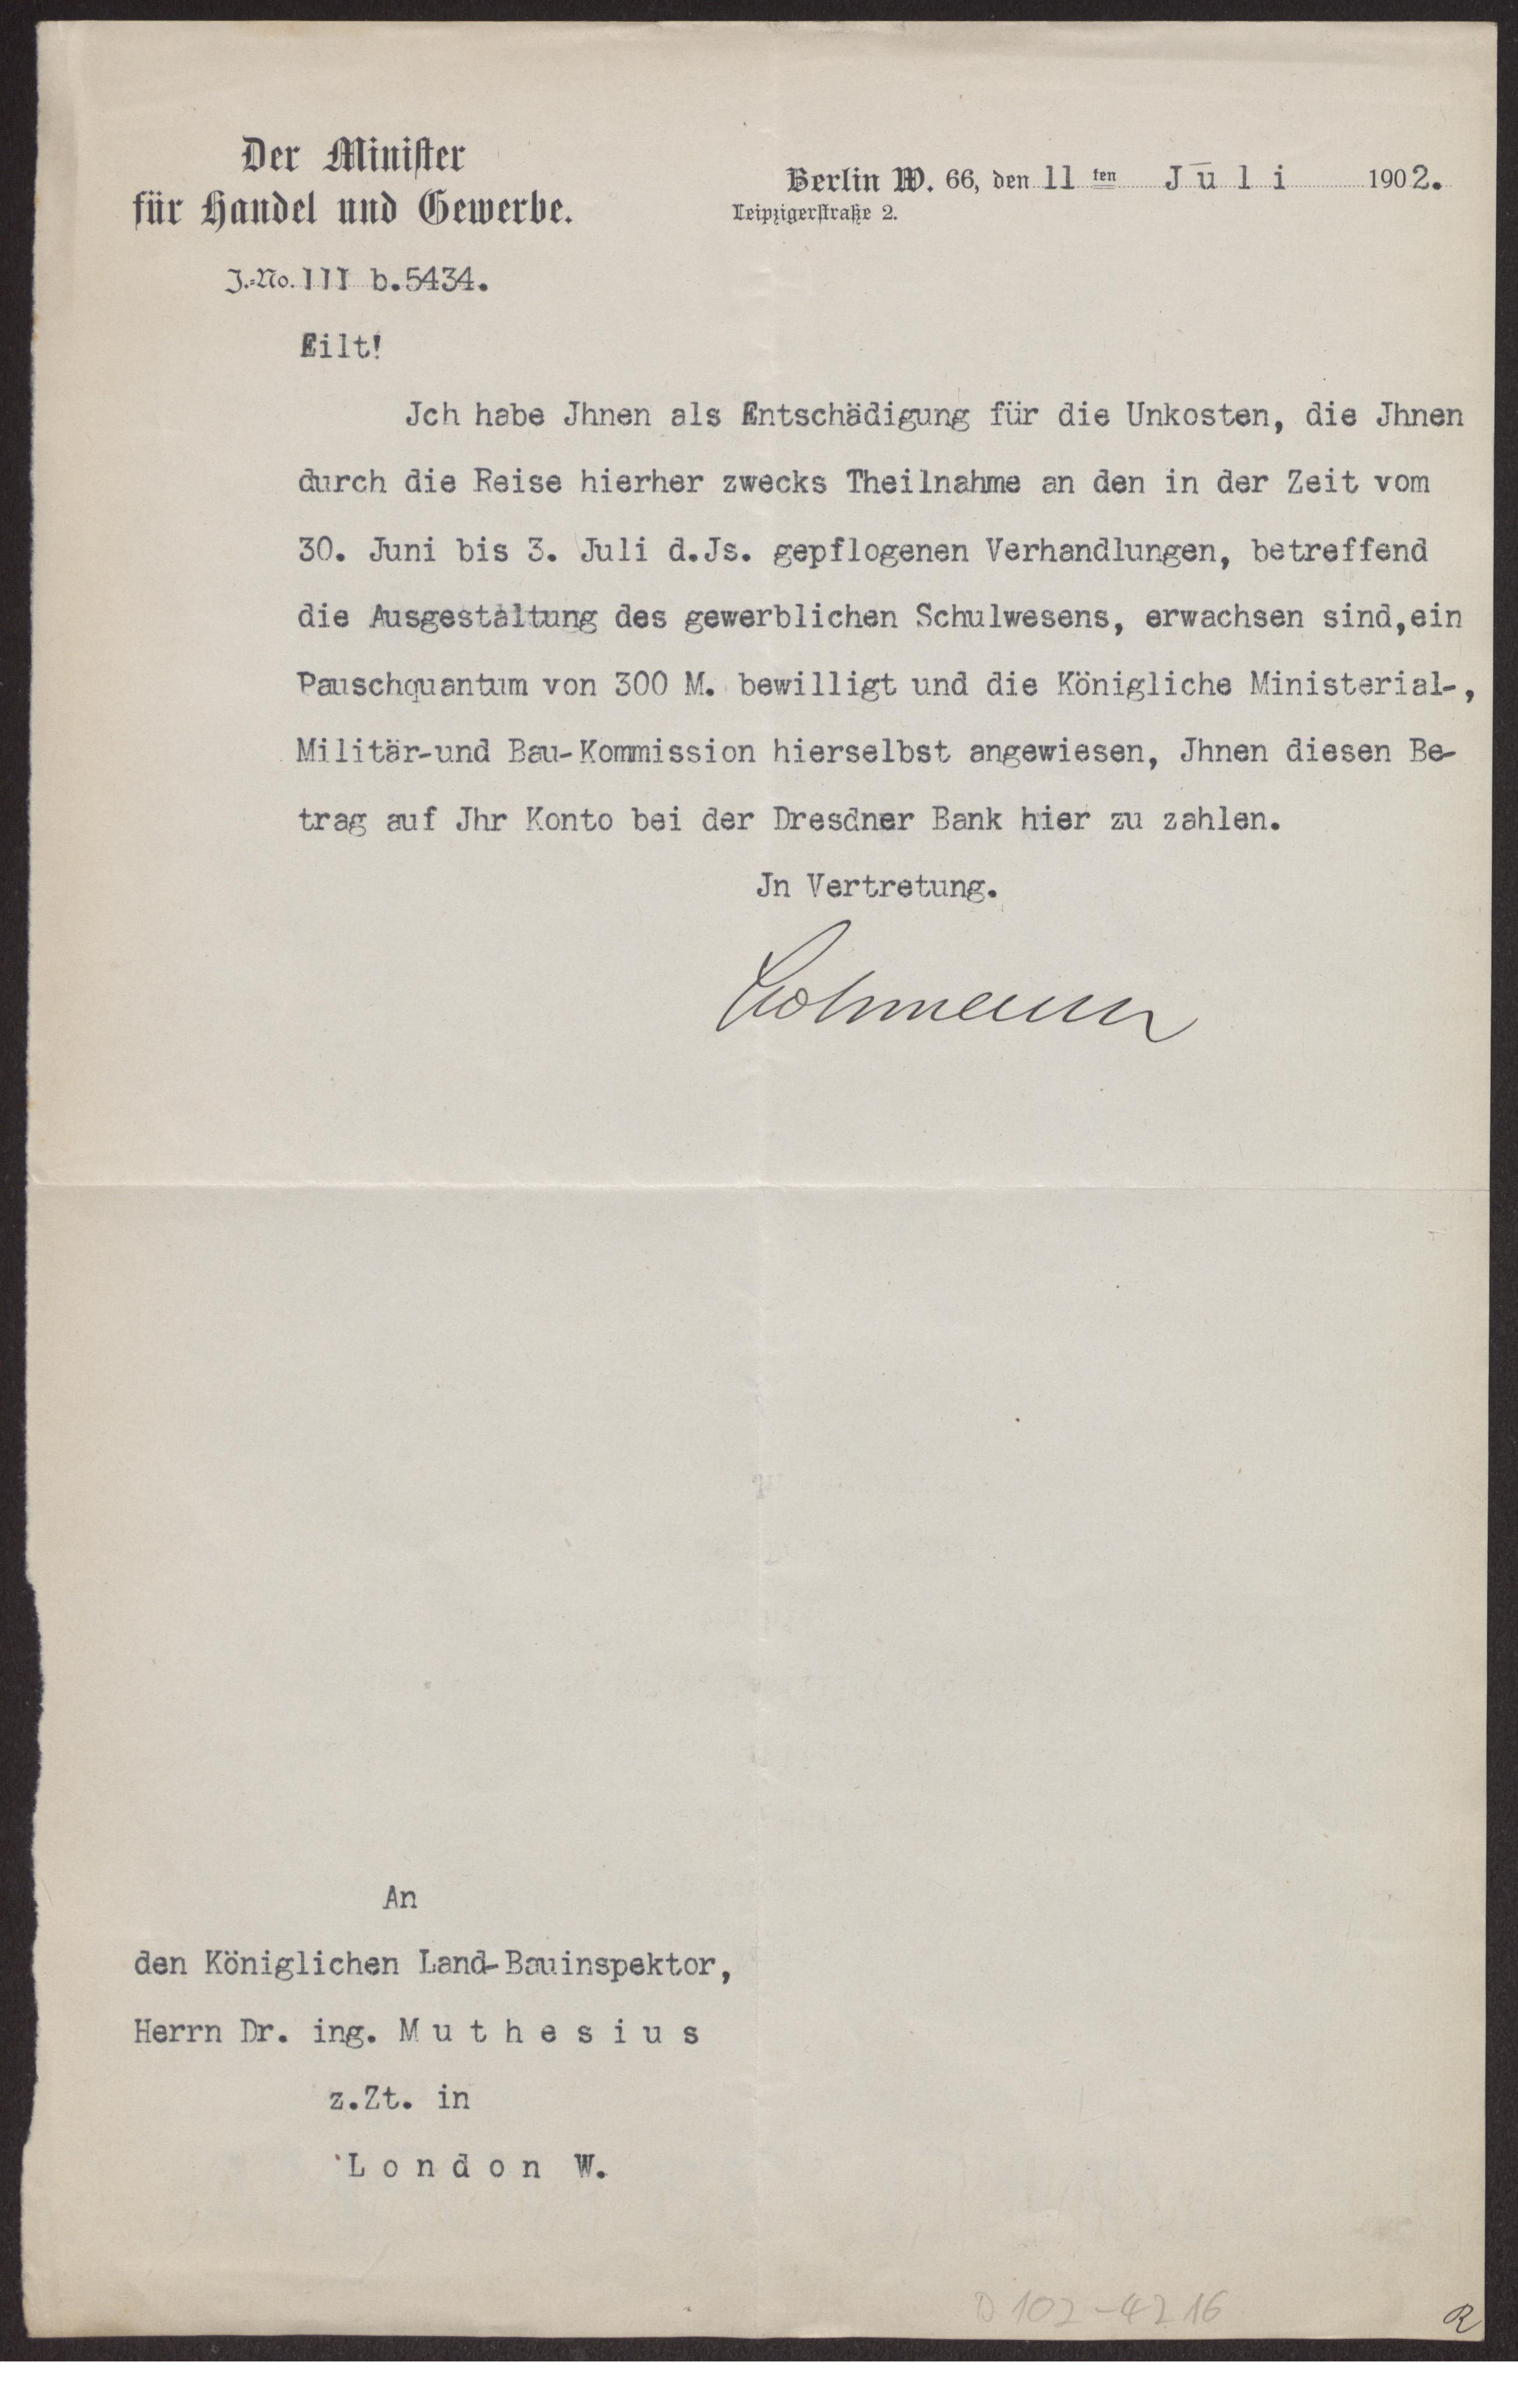 Der Minister
für Handel und Gewerbe.
J.-No. III b. 5434.
Berlin W. 66, den 11 ten Juli 1902.
Leipzigerstraße 2.
Eilt!
Jch habe Jhnen als Entschädigung für die Unkosten, die Jhnen
durch die Reise hierher zwecks Theilnahme an den in der Zeit vom
30. Juni bis 3. Juli d.Js. gepflogenen Verhandlungen, betreffend
die Ausgestaltung des gewerblichen Schulwesens, erwachsen sind,ein
Pauschquantum von 300 M. bewilligt und die Königliche Ministerial-,
Militär-und Bau-Kommission hierselbst angewiesen, Jhnen diesen Be-
trag auf Jhr Konto bei der Dresdner Bank hier zu zahlen.
Jn Vertretung.
Lohmann
An
den Königlichen Land-Bauinspektor,
Herrn Dr. ing. Muthesius
z.Zt. in
London W.
D 102-4216
R